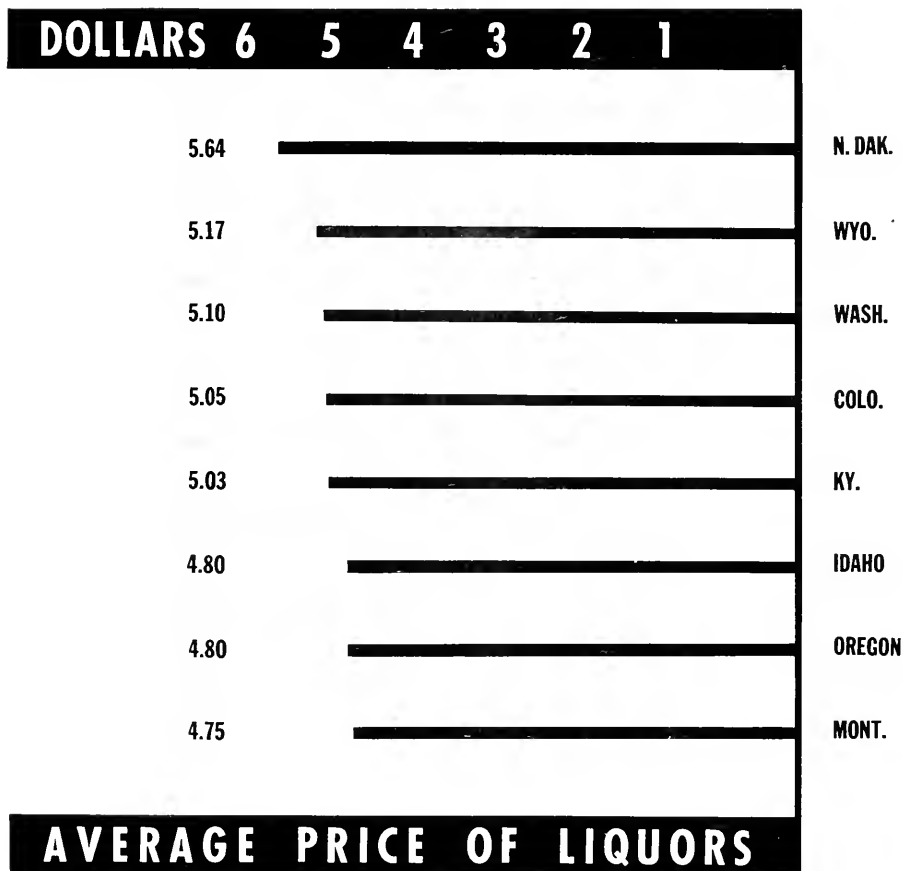 DOLLARS 6 5 4 3 2 1
5.64 N. DAK.
5.17 WYO.
5.10 WASH.
5.05 COLO.
5.03 KY.
4.80 IDAHO
4.80 OREGON
4.75 MONT.
AVERAGE PRICE OF LIQUORS